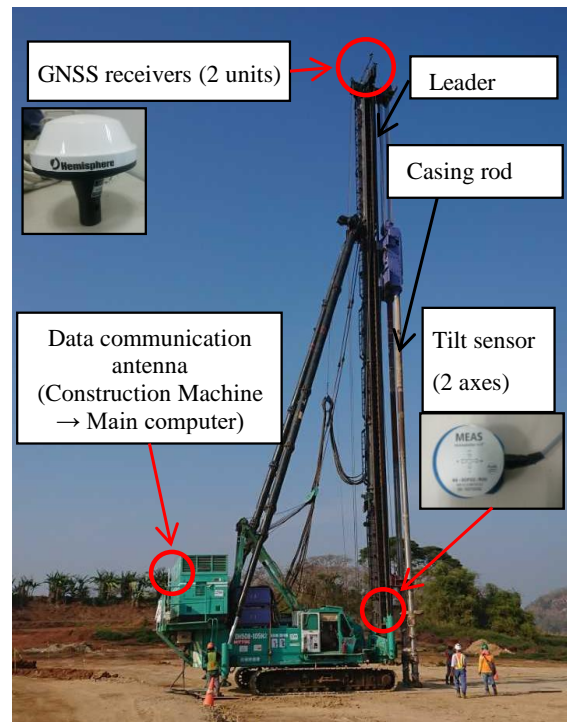 GNSS receivers (2 units)
Leader
Hemisphere
Casing rod
Data communication
antenna
(Construction Machine
→ Main computer)
Tilt sensor
(2 axes)
MEAS